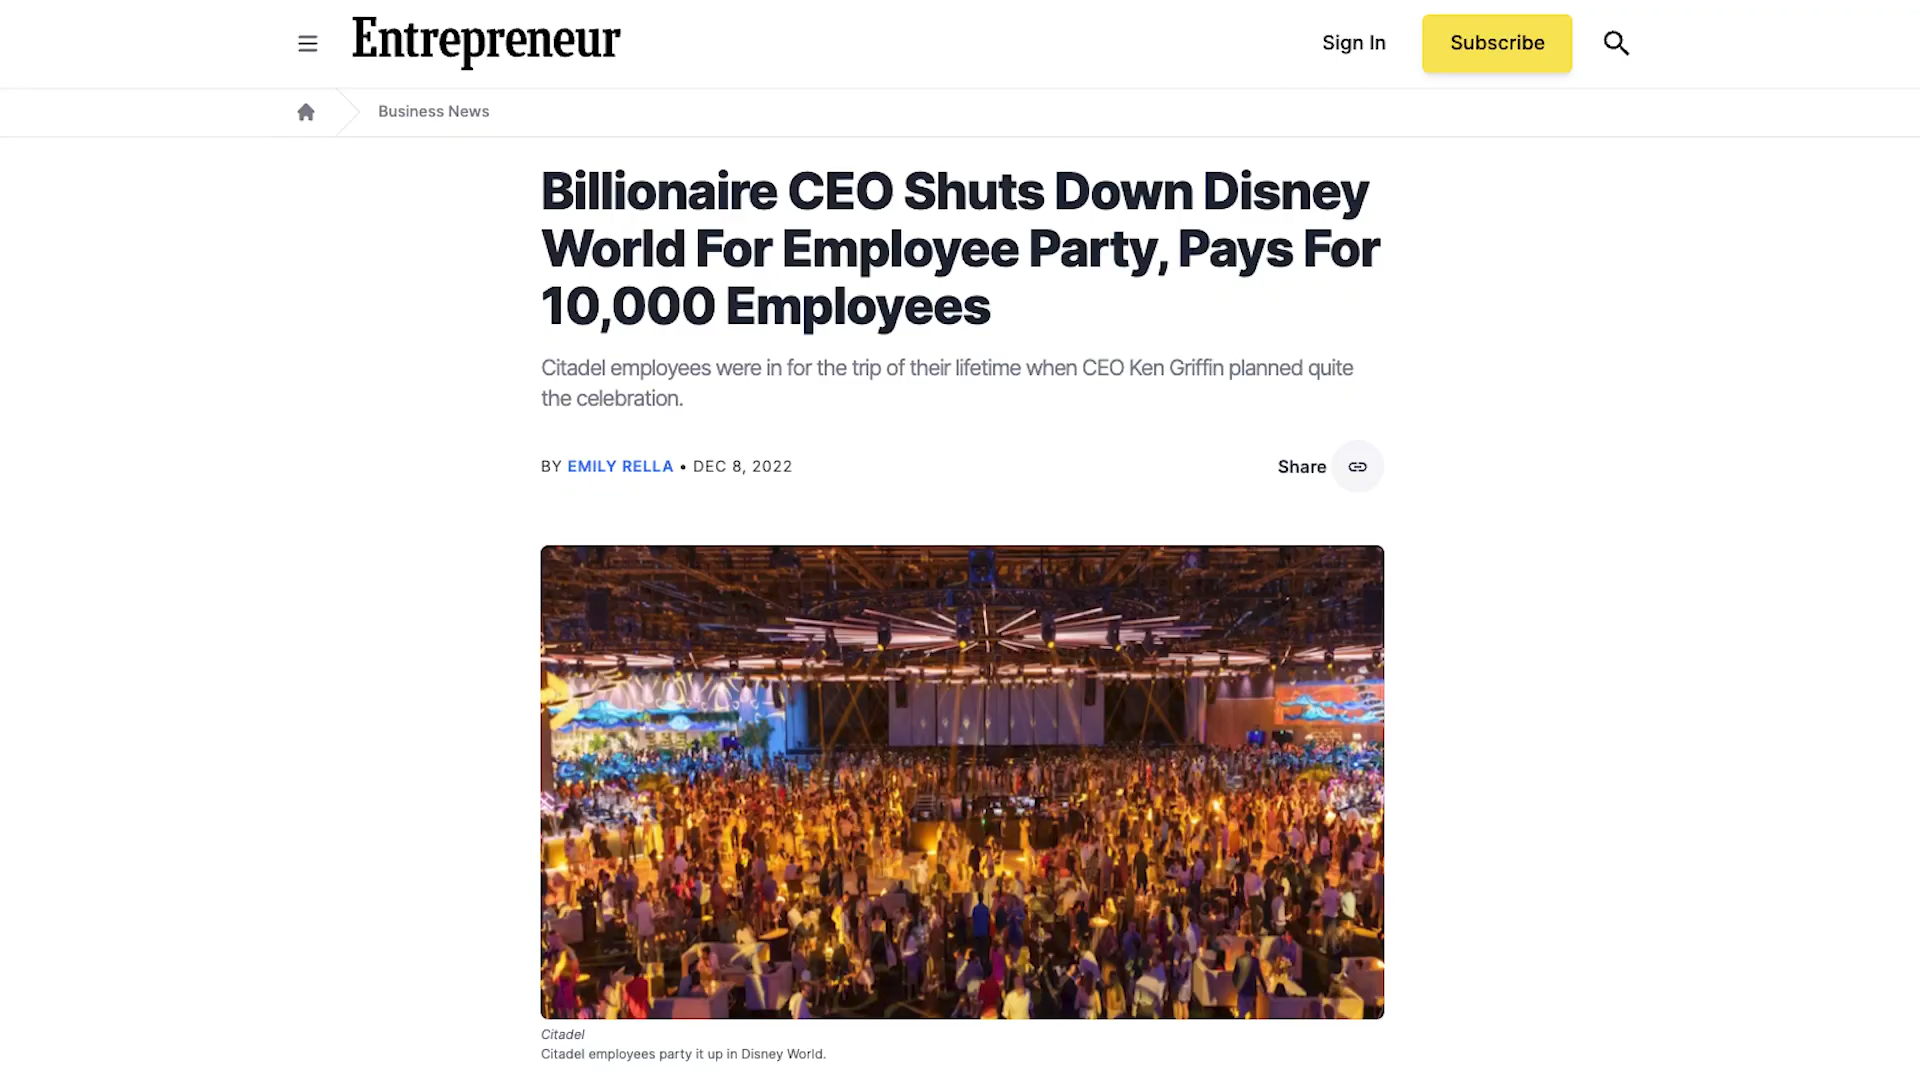 Entrepreneur
Sign In
Subscribe
Business News
Billionaire CEO Shuts Down Disney
World For Employee Party, Pays For
10,000 Employees
Citadel employees were in for the trip of their lifetime when CEO Ken Griffin planned quite
the celebration.
BY EMILY RELLA • DEC 8, 2022
Share
Citadel
Citadel employees party it up in Disney World.